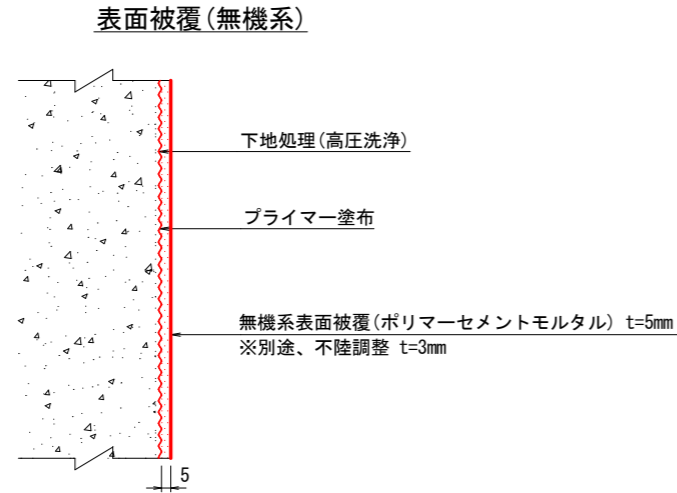 表面被覆(無機系)
下地処理(高圧洗浄)
プライマー塗布
無機系表面被覆(ポリマーセメントモルタル) t=5mm
※別途、不陸調整 t=3mm
5